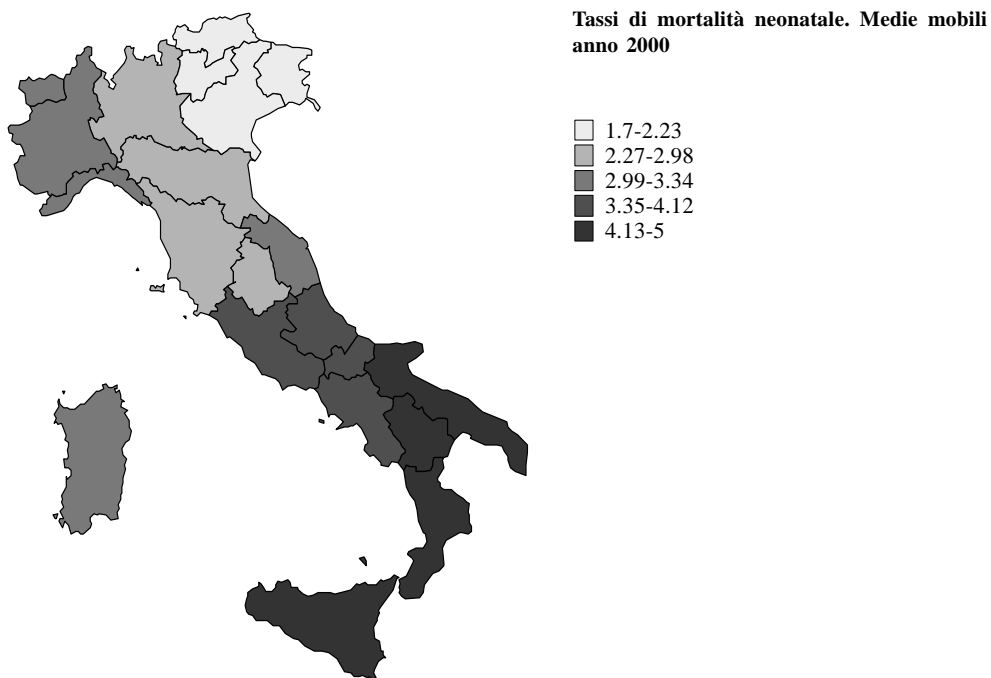 Tassi di mortalità neonatale. Medie mobili
anno 2000
1.7-2.23
2.27-2.98
2.99-3.34
3.35-4.12
4.13-5